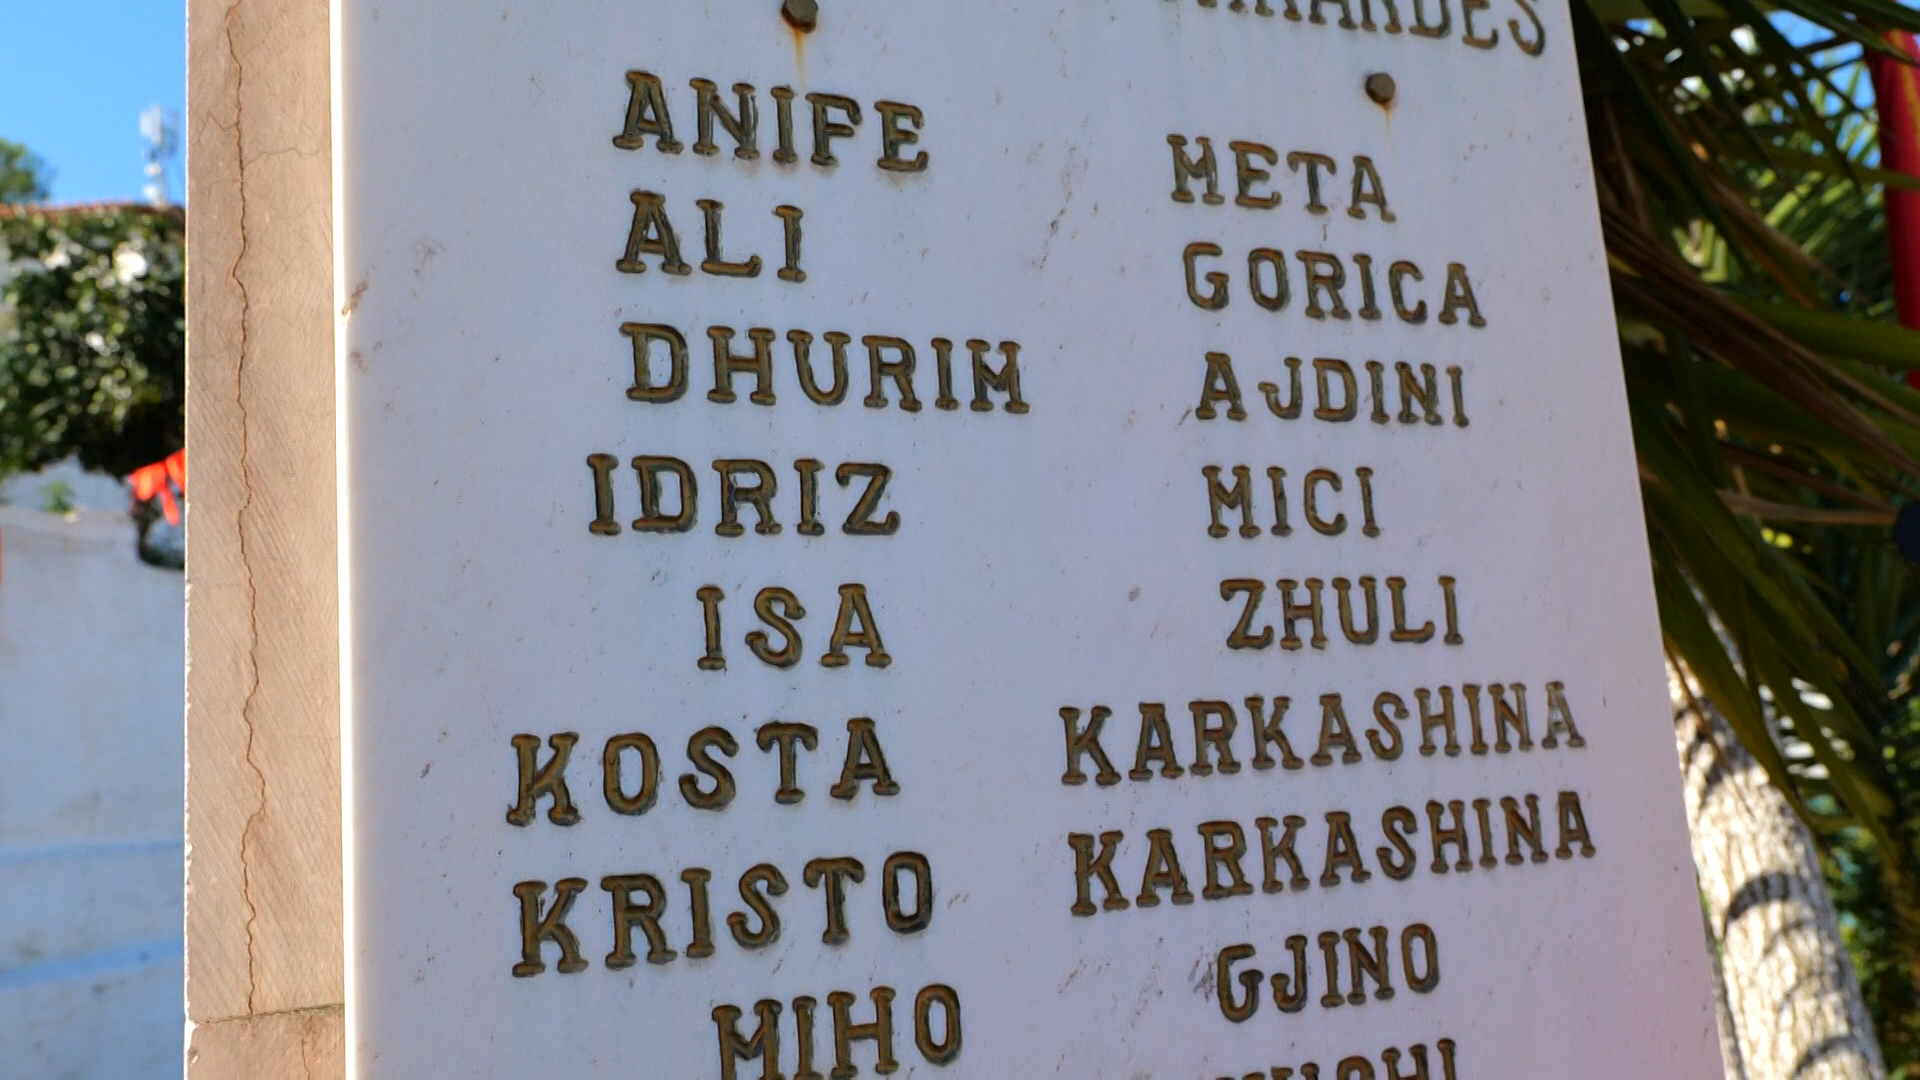 ANIFE META
ALI GORICA
DHURIM AJDINI
IDRIZ MICI
ISA ZHULI
KOSTA KARKASHINA
KRISTO KARKASHINA
MIHO GJINO